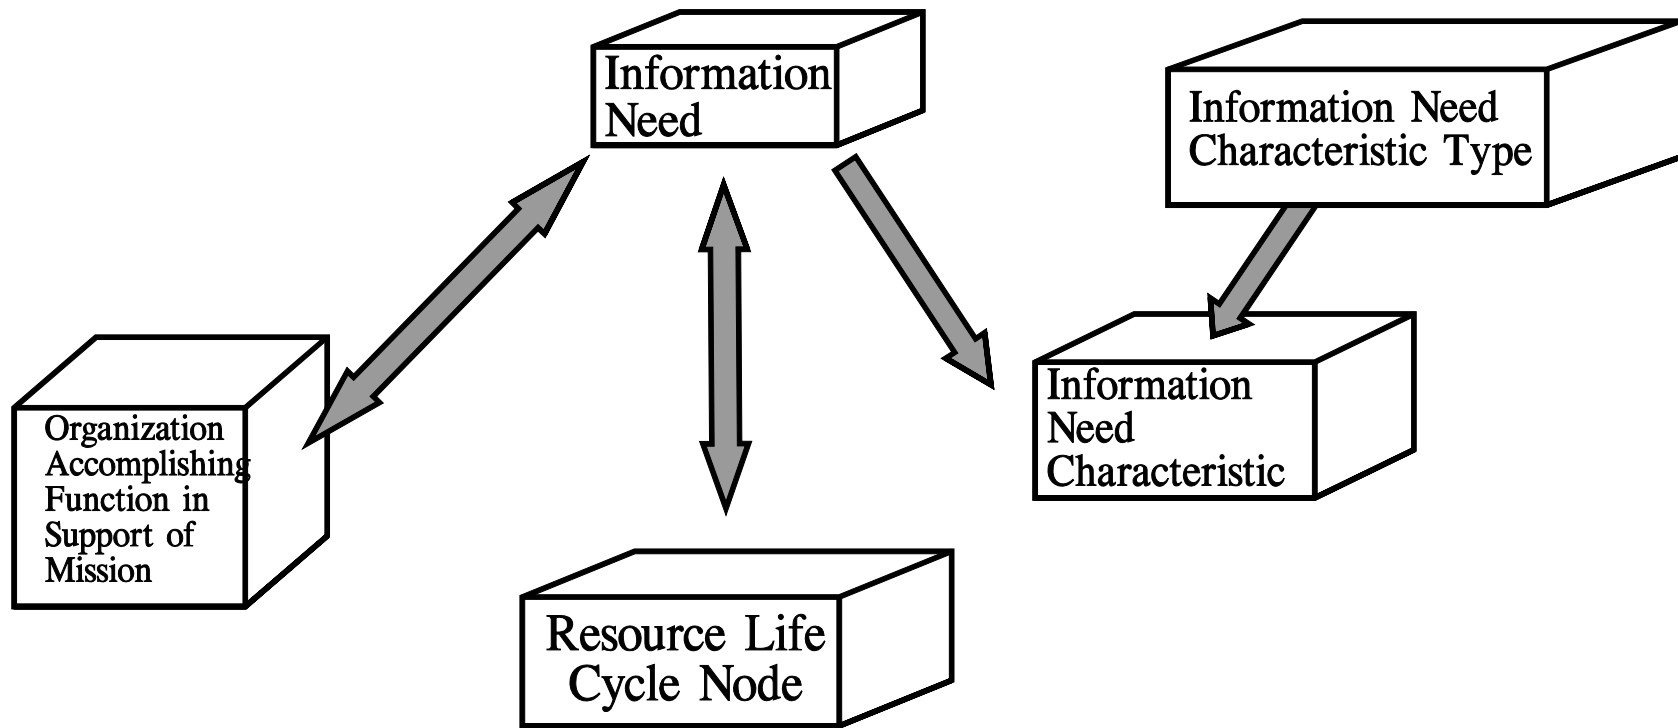 Information
Need
Information Need
Characteristic Type
Information
Need
Characteristic
Organization
Accomplishing
Function in
Support of
Mission
Resource Life
Cycle Node